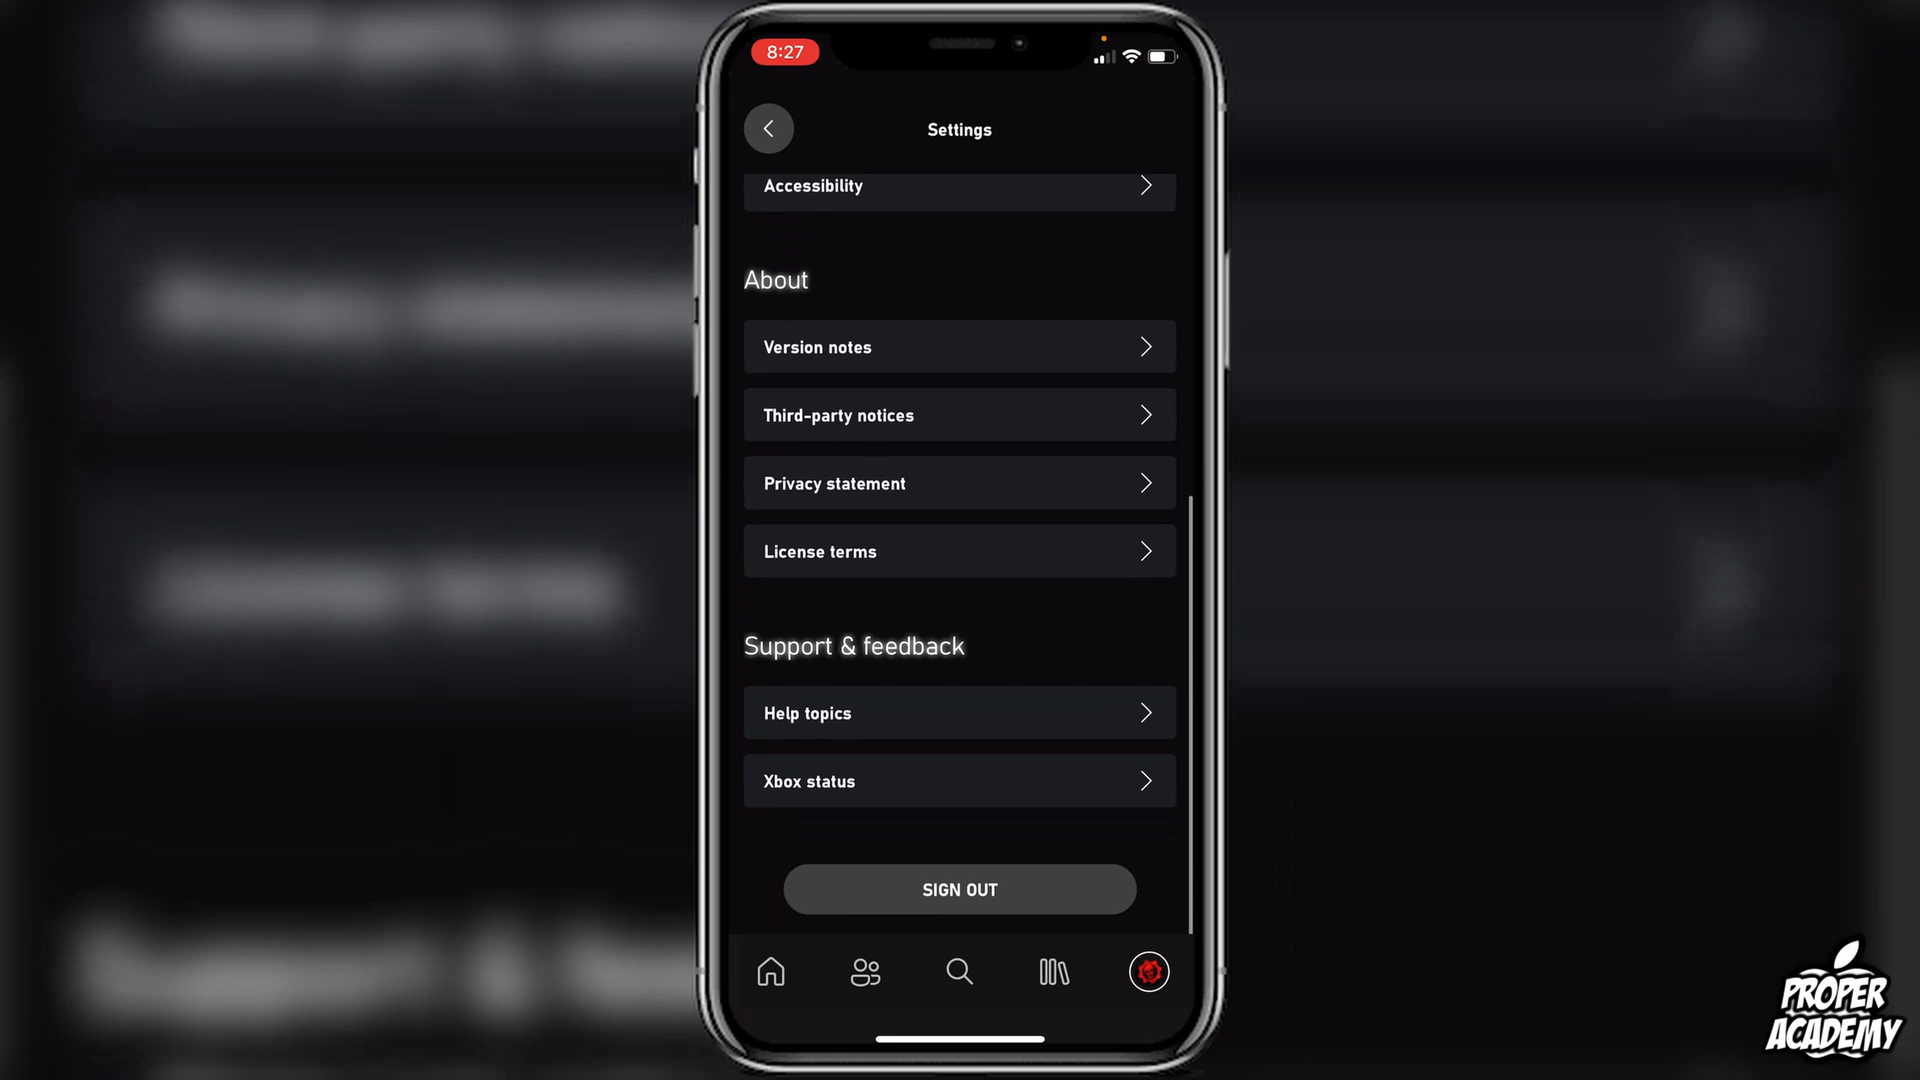 8:27
Settings
Accessibility
About
Version notes
Third-party notices
Privacy statement
License terms
Support & feedback
Help topics
Xbox status
SIGN OUT
PROPER
ACADEMY